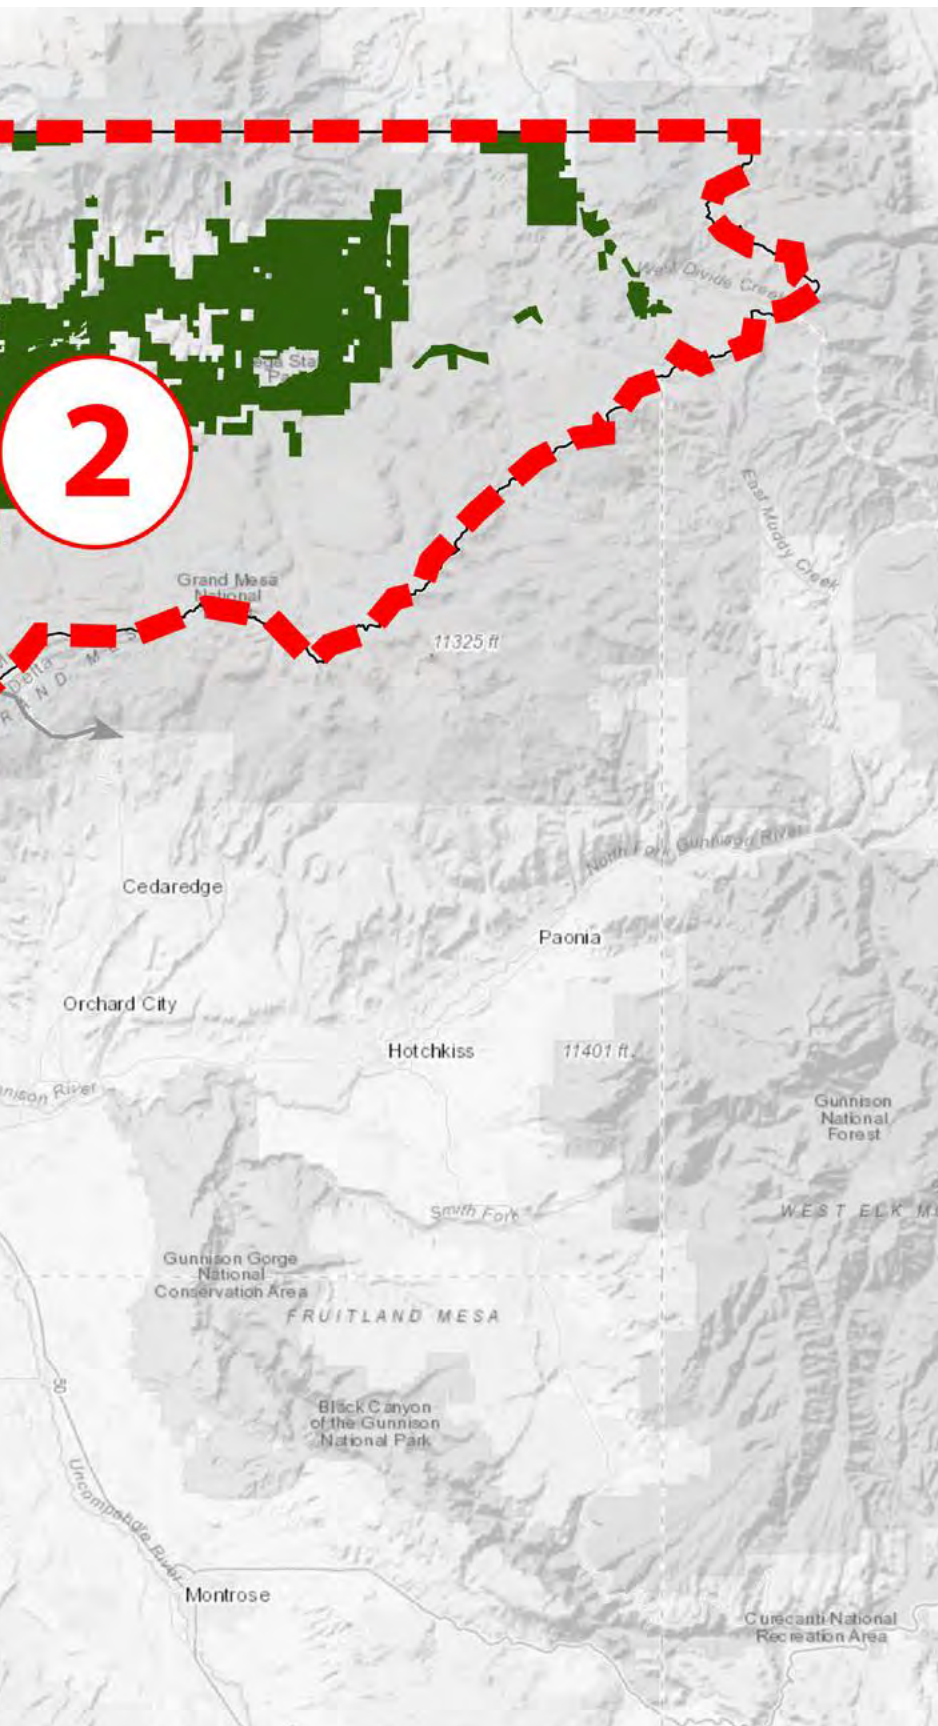 West Divide Creek
2
East Muddy Creek
Grand Mesa
National
11325 ft
Delta
North Fork Gunnison River
Cedaredge
Paonia
Orchard City
Hotchkiss
11401 ft
Gunnison
National
Forest
WEST ELK
Smith Fork
Gunnison Gorge
National
Conservation Area
FRUITLAND MESA
50
Black Canyon
of the Gunnison
National Park
Uncompahgre River
Montrose
Curecanti National
Recreation Area